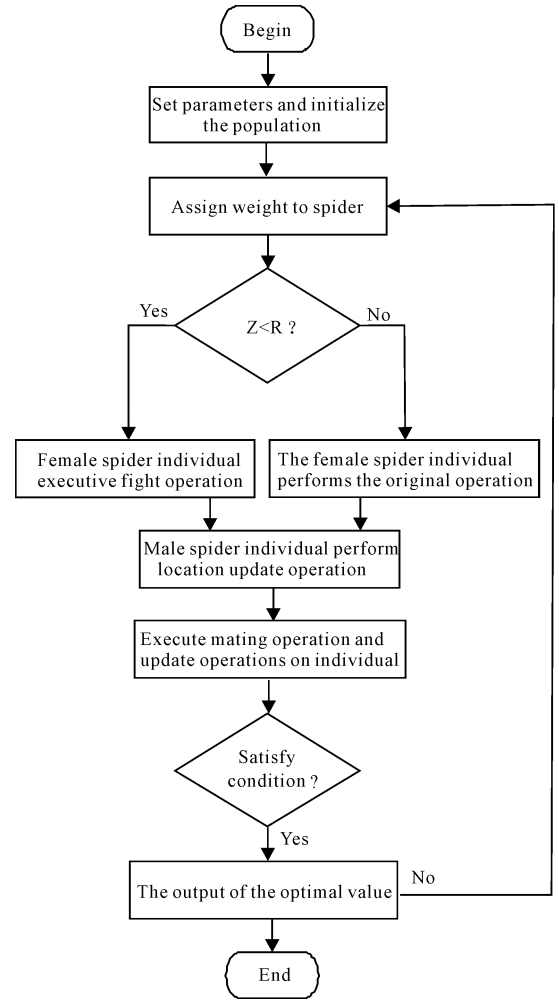 Begin
Set parameters and initialize
the population
Assign weight to spider
Yes
No
Z<R ?
Female spider individual
executive fight operation
The female spider individual
performs the original operation
Male spider individual perform
location update operation
Execute mating operation and
update operations on individual
Satisfy
condition ?
Yes
The output of the optimal value
No
End